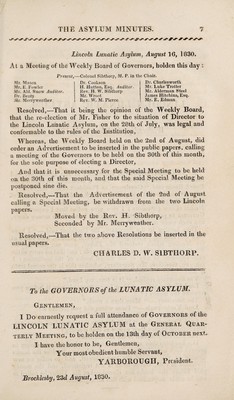 THE ASYLUM MINUTES. 7
Lincoln Lunatic Asylum, August 16, 1830.
At a Meeting of the Weekly Board of Governors, holden this day :
Present,—Colonel Sibthorp, M. P. in the Chair.
Mr. Mason
Mr. E. Fowler
Mr. Ald. Snow Auditor.
Dr. Beaty
Mr. Merryweather
Dr. Cookson
H. Hutton, Esq. Auditor
Rev. H. W. Sibthorp
Mr. West
Rev. W. M. Pierce
Dr. Charlesworth
Mr. Luke Trotter
Mr. Alderman Steel
James Hitchins, Esq.
Mr. E. Edman.
Resolved,—That it being the opinion of the Weekly Board,
that the re-election of Mr. Fisher to the situation of Director to
the Lincoln Lunatic Asylum, on the 28th of July, was legal and
conformable to the rules of the Institution,
Whereas, the Weekly Board held on the 2nd of August, did
order an Advertisement to be inserted in the public papers, calling
a meeting of the Governors to be held on the 30th of this month,
for the sole purpose of electing a Director,
And that it is unnecessary for the Special Meeting to be held
on the 30th of this month, and that the said Special Meeting be
postponed sine die.
Resolved,—That the Advertisement of the 2nd of August
calling a Special Meeting, be withdrawn from the two Lincoln
papers.
Moved by the Rev. H. Sibthorp,
Seconded by Mr. Merryweather.
Resolved,—That the two above Resolutions be inserted in the
usual papers.
CHARLES D. W. SIBTHORP.
To the GOVERNORS of the LUNATIC ASYLUM.
GENTLEMEN,
I Do earnestly request a full attendance of GOVERNORS of the
LINCOLN LUNATIC ASYLUM at the GENERAL QUAR-
TERLY MEETING, to be holden on the 13th day of OCTOBER next.
I have the honor to be, Gentlemen,
Your most obedient humble Servant,
YARBOROUGH, President.
Brocklesby, 23d August, 1830.